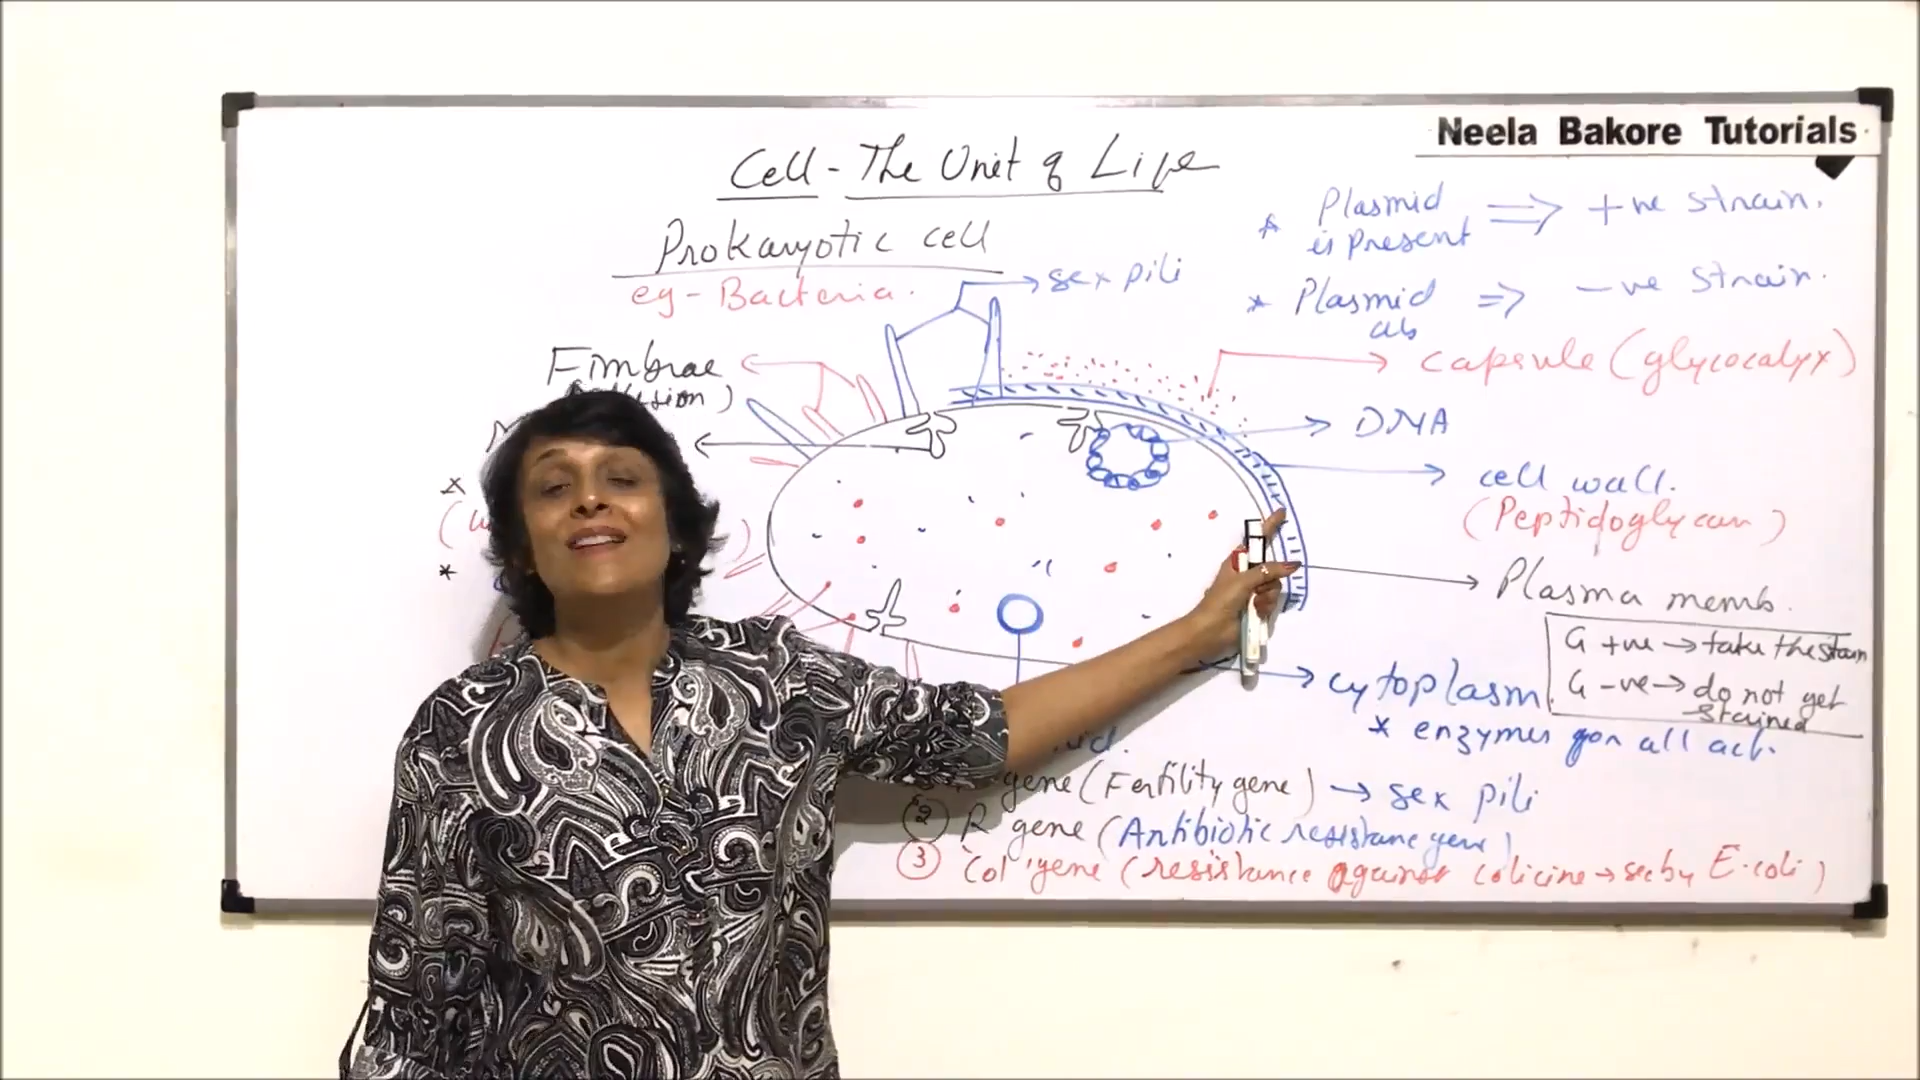 Neela Bakore Tutorials
Cell - The Unit of Life
Prokaryotic cell
eg - Bacteria.
* Plasmid is present ⇒ +ve strain.
* Plasmid ab ⇒ -ve strain.
sex pili
Fimbrae
capsule (glycocalyx)
DNA
cell wall.
(Peptidoglycan)
Plasma memb.
G +ve → take the stain
G -ve → do not get
stained
cytoplasm
* enzymes for all act.
gene (Fertility gene) → sex pili
② R gene (Antibiotic resistance gene)
③ 'Col' gene (resistance against colicine → sec by E.coli)